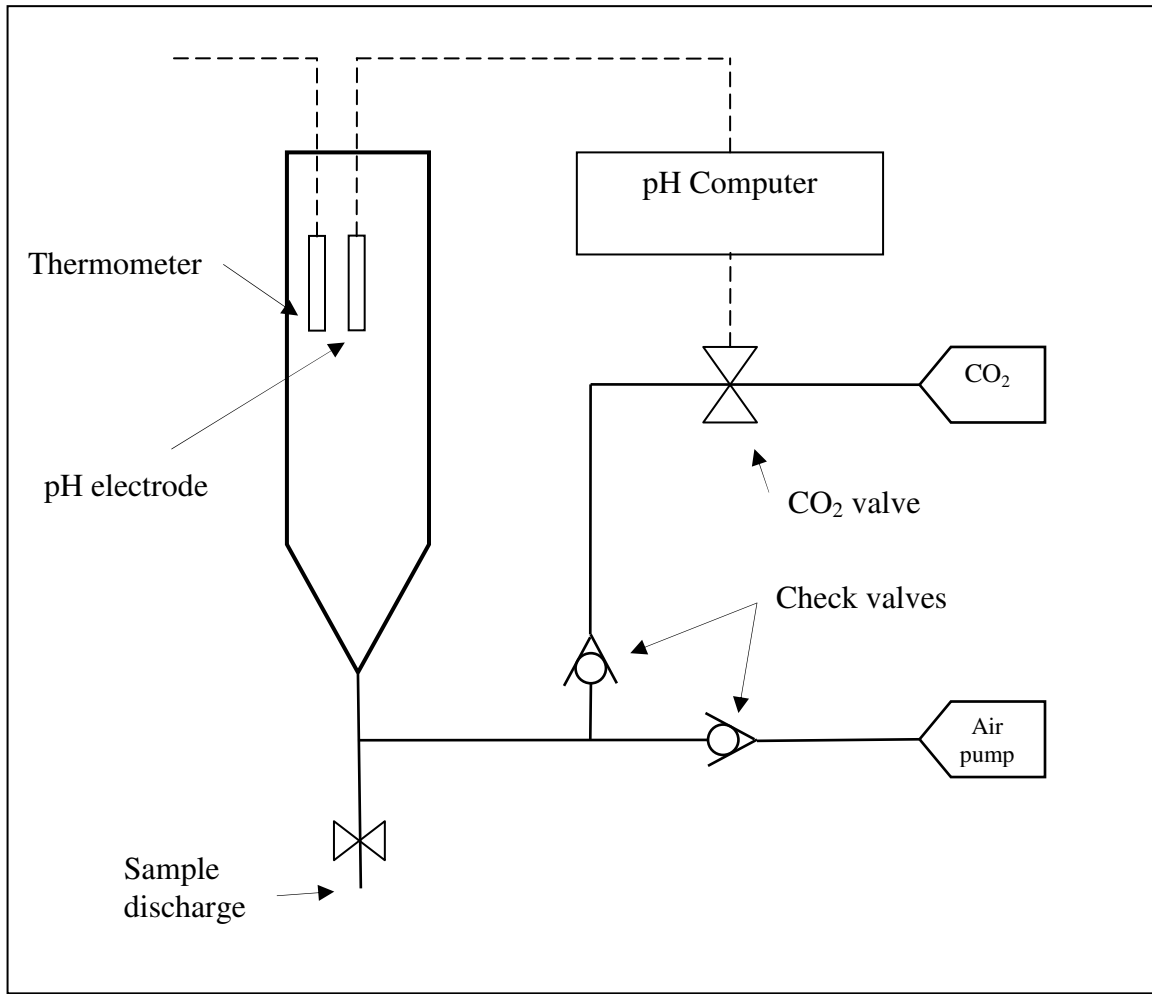 pH Computer
Thermometer
CO₂
pH electrode
CO₂ valve
Check valves
Air
pump
Sample
discharge